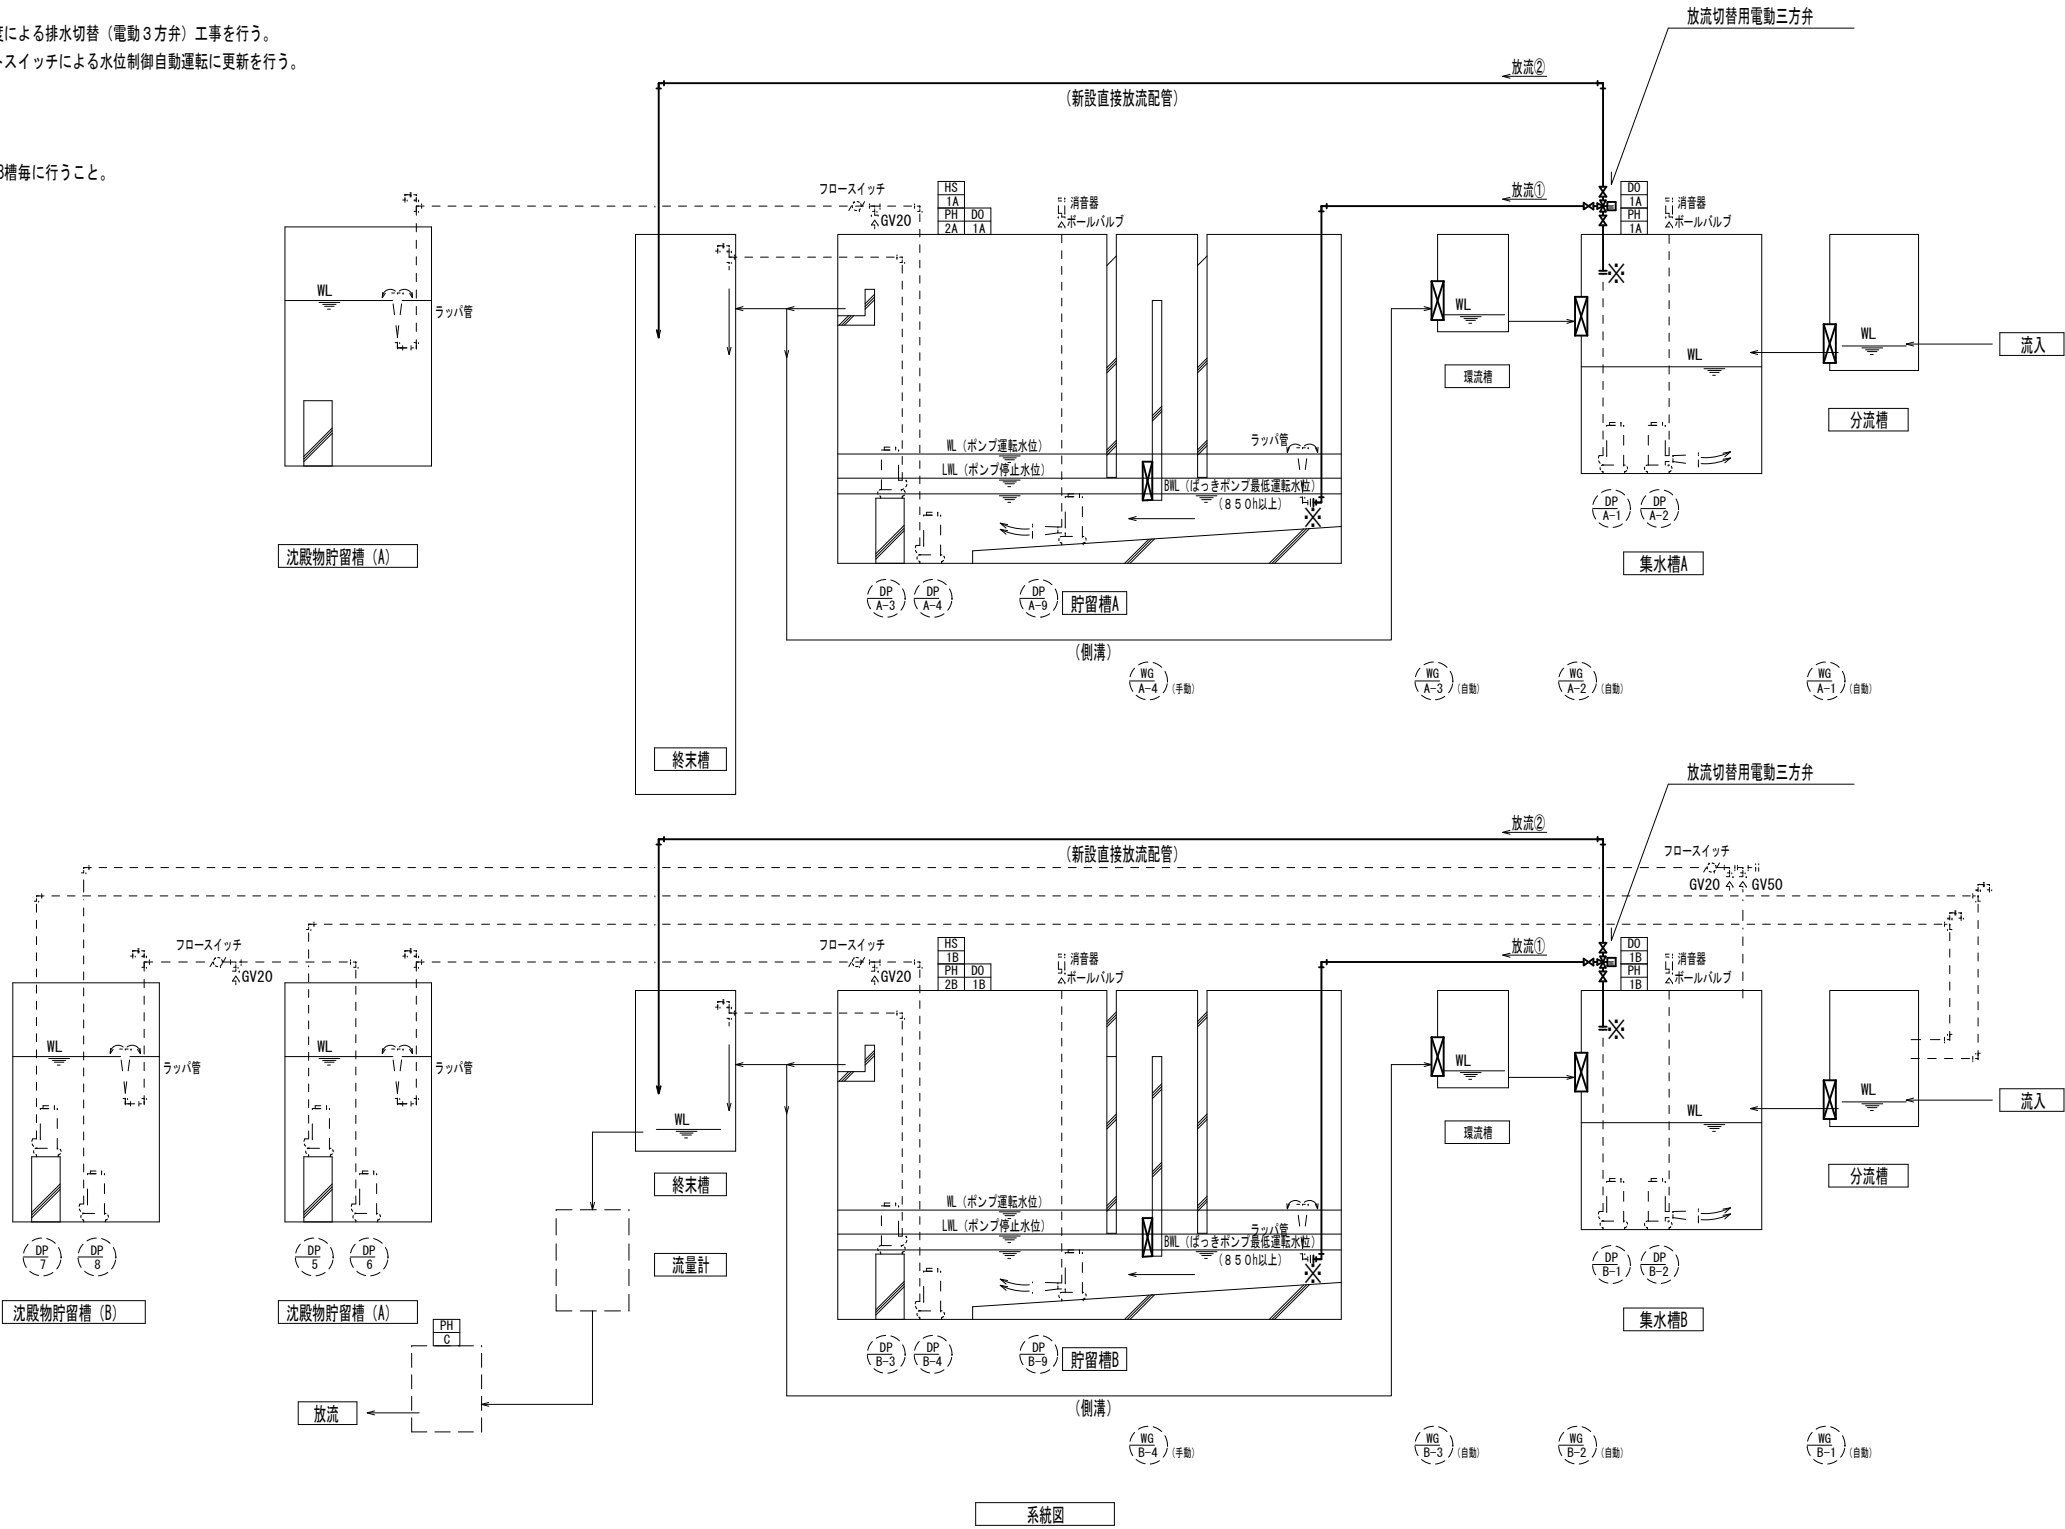 度による排水切替（電動３方弁）工事を行う。
トスイッチによる水位制御自動運転に更新を行う。
B槽毎に行うこと。
放流切替用電動三方弁
放流②
（新設直接放流配管）
フロースイッチ
GV20
HS
1A
PH
2A
DO
1A
消音器
ボールバルブ
放流①
DO
1A
PH
1A
消音器
ボールバルブ
※
WL
ラッパ管
WL
WL
WL
流入
環流槽
分流槽
WL（ポンプ運転水位）
LWL（ポンプ停止水位）
ラッパ管
BWL（ばっきポンプ最低運転水位）
（８５０h以上）
※
DP
A-1
DP
A-2
沈殿物貯留槽（A）
集水槽A
DP
A-3
DP
A-4
DP
A-9
貯留槽A
（側溝）
WG
A-4
（手動）
WG
A-3
（自動）
WG
A-2
（自動）
WG
A-1
（自動）
終末槽
放流切替用電動三方弁
放流②
（新設直接放流配管）
フロースイッチ
GV20
GV50
フロースイッチ
GV20
フロースイッチ
GV20
HS
1B
PH
2B
DO
1B
消音器
ボールバルブ
放流①
DO
1B
PH
1B
消音器
ボールバルブ
※
WL
ラッパ管
WL
ラッパ管
WL
WL
WL
WL
流入
環流槽
分流槽
終末槽
WL（ポンプ運転水位）
LWL（ポンプ停止水位）
ラッパ管
BWL（ばっきポンプ最低運転水位）
（８５０h以上）
※
DP
7
DP
8
DP
5
DP
6
流量計
DP
B-1
DP
B-2
沈殿物貯留槽（B）
沈殿物貯留槽（A）
集水槽B
PH
C
DP
B-3
DP
B-4
DP
B-9
貯留槽B
放流
（側溝）
WG
B-4
（手動）
WG
B-3
（自動）
WG
B-2
（自動）
WG
B-1
（自動）
系統図